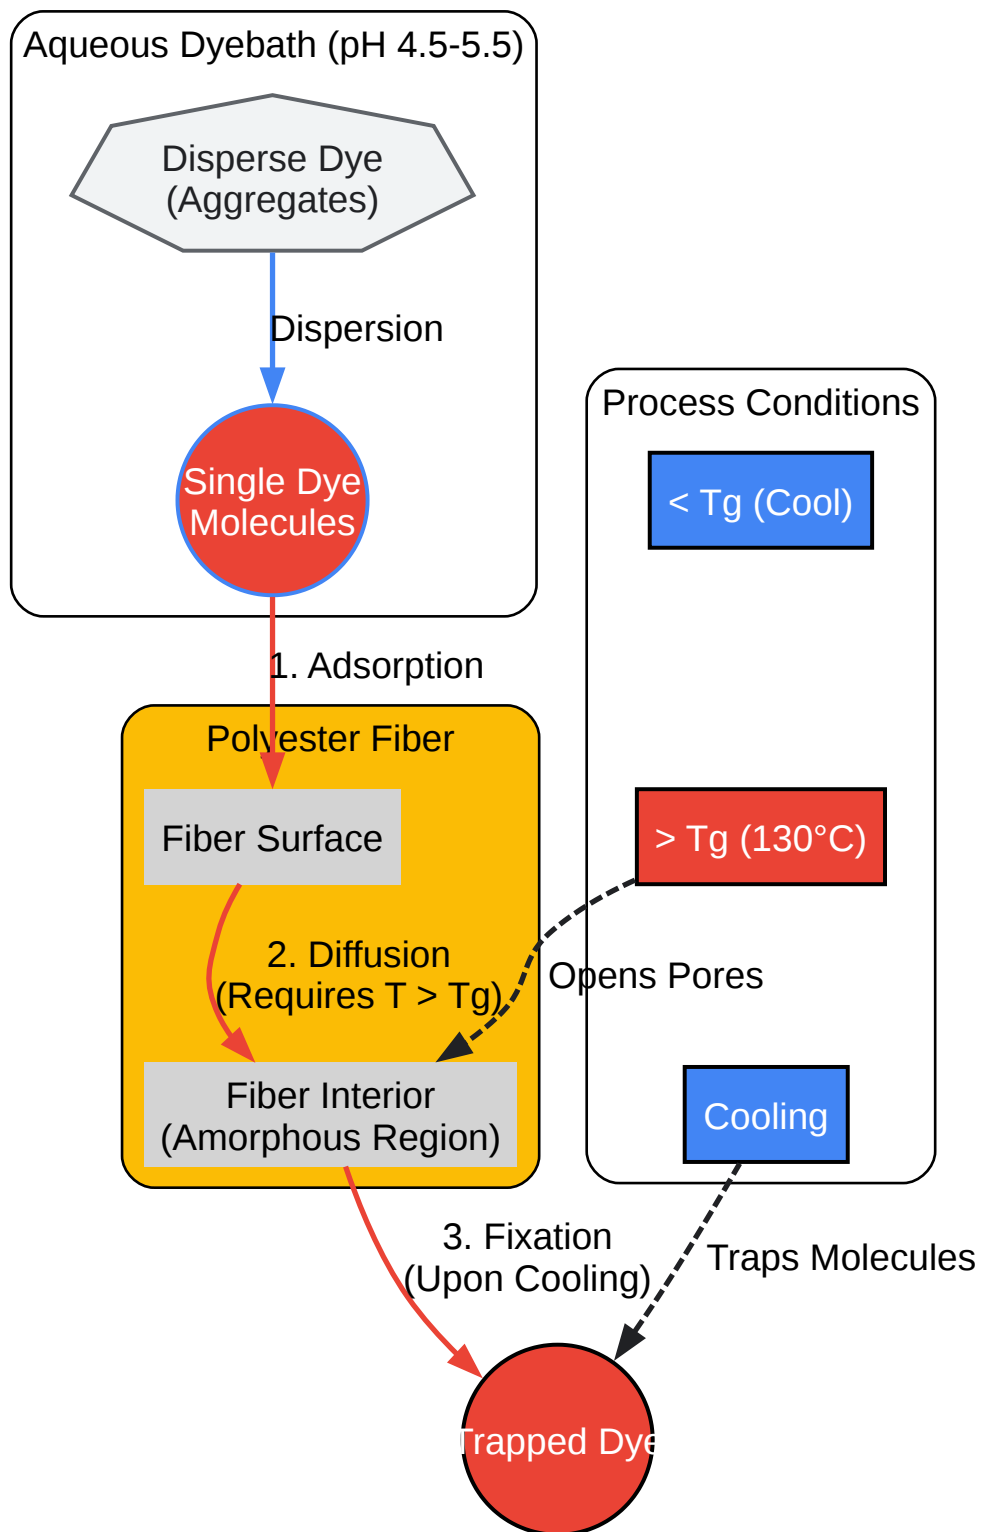 Aqueous Dyebath (pH 4.5-5.5)
Disperse Dye
(Aggregates)
Dispersion
Single Dye
Molecules
Process Conditions
< Tg (Cool)
1. Adsorption
Polyester Fiber
Fiber Surface
> Tg (130°C)
2. Diffusion
(Requires T > Tg)
Opens Pores
Fiber Interior
(Amorphous Region)
Cooling
3. Fixation
(Upon Cooling)
Traps Molecules
Trapped Dye